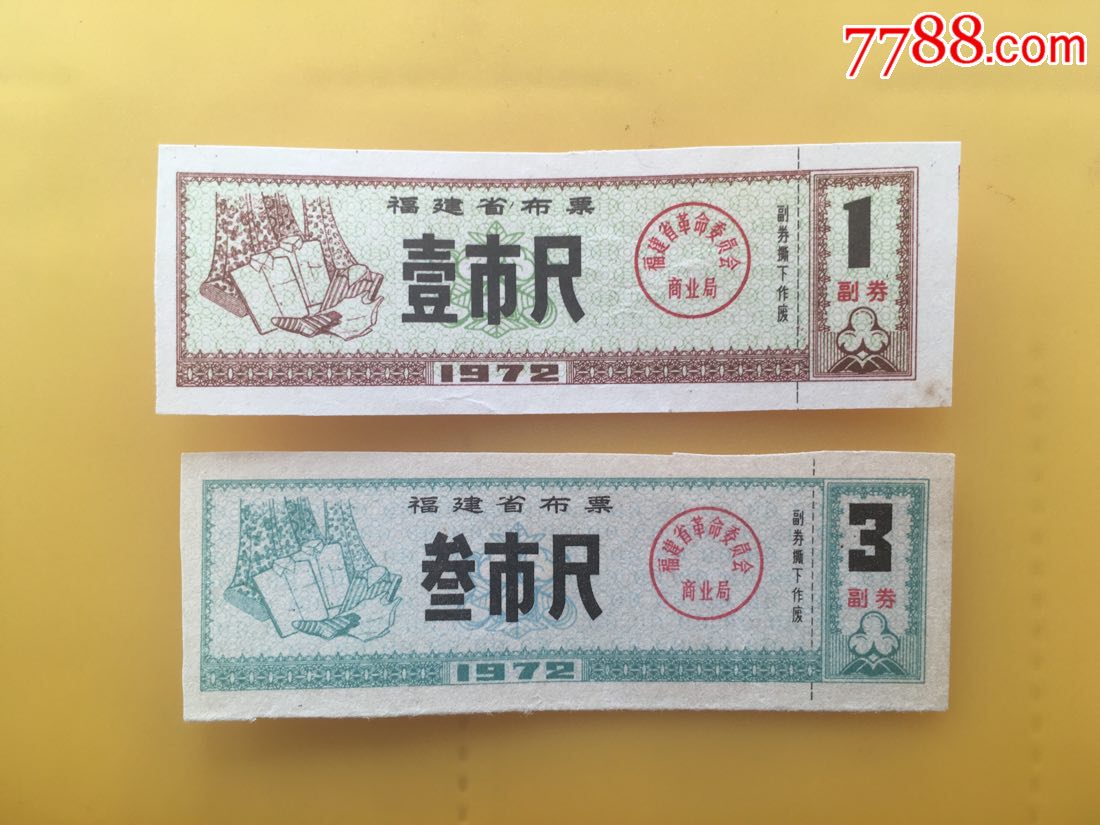 7788.com
福建省布票
壹市尺
福建省革命委员会
商业局
副券撕下作废
1
副券
1972
福建省布票
叁市尺
福建省革命委员会
商业局
副券撕下作废
3
副券
1972